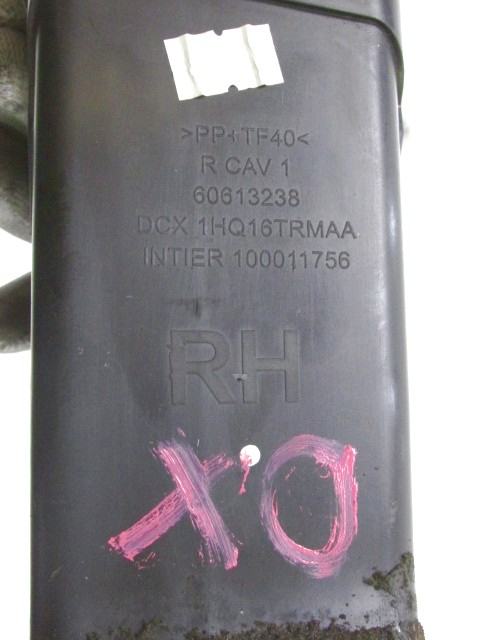 >PP+TF40<
R CAV 1
60613238
DCX 1HQ16TRMAA
INTIER 100011756
RH
XO